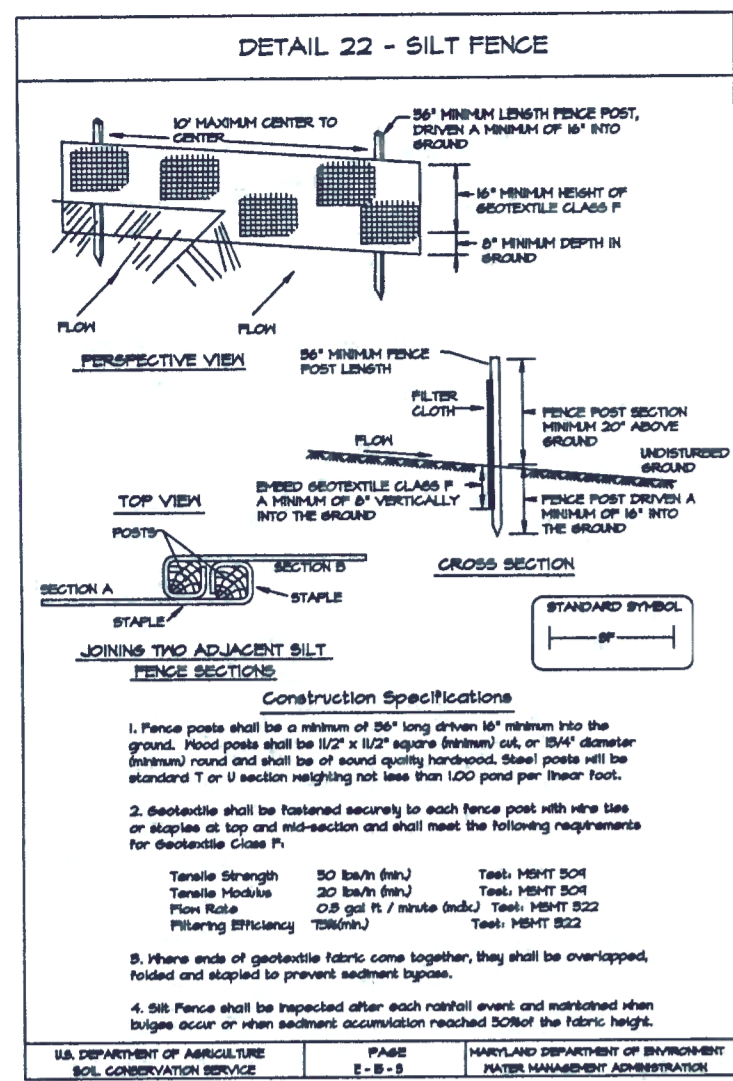 DETAIL 22 - SILT FENCE
10' MAXIMUM CENTER TO
CENTER
36" MINIMUM LENGTH FENCE POST,
DRIVEN A MINIMUM OF 16" INTO
GROUND
16" MINIMUM HEIGHT OF
GEOTEXTILE CLASS F
8" MINIMUM DEPTH IN
GROUND
FLOW
FLOW
PERSPECTIVE VIEW
36" MINIMUM FENCE
POST LENGTH
FILTER
CLOTH
FENCE POST SECTION
MINIMUM 20" ABOVE
GROUND
FLOW
UNDISTURBED
GROUND
EMBED GEOTEXTILE CLASS F
A MINIMUM OF 8" VERTICALLY
INTO THE GROUND
FENCE POST DRIVEN A
MINIMUM OF 16" INTO
THE GROUND
CROSS SECTION
TOP VIEW
POSTS
SECTION B
SECTION A
STAPLE
STAPLE
JOINING TWO ADJACENT SILT
FENCE SECTIONS
STANDARD SYMBOL
SF
Construction Specifications
1. Fence posts shall be a minimum of 36" long driven 16" minimum into the
ground. Wood posts shall be 11/2" x 11/2" square (minimum) cut, or 13/4" diameter
(minimum) round and shall be of sound quality hardwood. Steel posts will be
standard T or U section weighting not less than 1.00 pond per linear foot.
2. Geotextile shall be fastened securely to each fence post with wire ties
or staples at top and mid-section and shall meet the following requirements
for Geotextile Class F:
Tensile Strength 50 lbs/in (min.) Test: MSMT 509
Tensile Modulus 20 lbs/in (min.) Test: MSMT 509
Flow Rate 0.3 gal ft / minute (max.) Test: MSMT 322
Filtering Efficiency 75%(min.) Test: MSMT 322
3. Where ends of geotextile fabric come together, they shall be overlapped,
folded and stapled to prevent sediment bypass.
4. Silt Fence shall be inspected after each rainfall event and maintained when
bulges occur or when sediment accumulation reached 50%of the fabric height.
U.S. DEPARTMENT OF AGRICULTURE
SOIL CONSERVATION SERVICE
PAGE
E - 15 - 3
MARYLAND DEPARTMENT OF ENVIRONMENT
WATER MANAGEMENT ADMINISTRATION